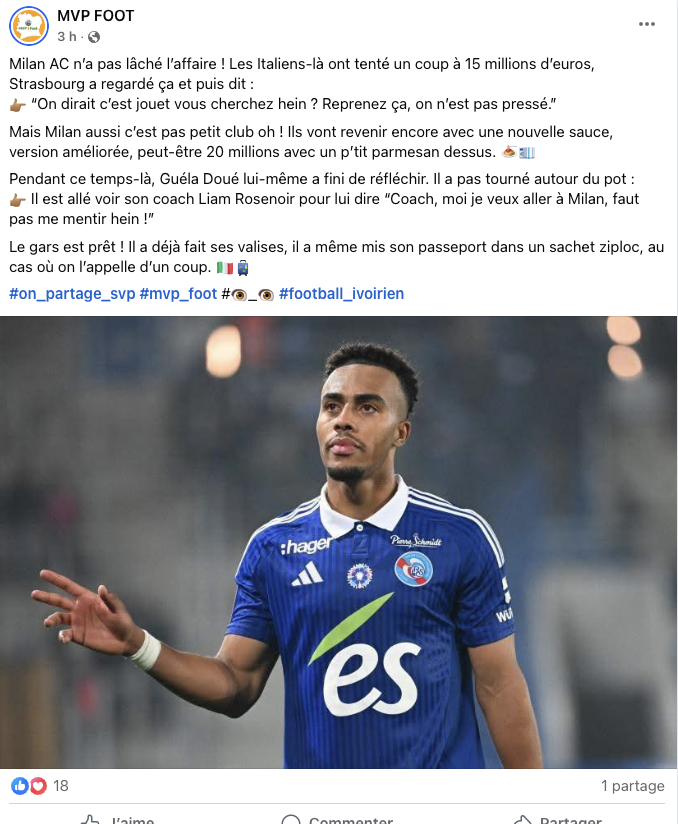 MVP FOOT
3 h ·
Milan AC n’a pas lâché l’affaire ! Les Italiens-là ont tenté un coup à 15 millions d’euros,
Strasbourg a regardé ça et puis dit :
👉🏾 “On dirait c’est jouet vous cherchez hein ? Reprenez ça, on n’est pas pressé.”
Mais Milan aussi c’est pas petit club oh ! Ils vont revenir encore avec une nouvelle sauce,
version améliorée, peut-être 20 millions avec un p’tit parmesan dessus. 🍝💶
Pendant ce temps-là, Guéla Doué lui-même a fini de réfléchir. Il a pas tourné autour du pot :
👉🏾 Il est allé voir son coach Liam Rosenoir pour lui dire “Coach, moi je veux aller à Milan, faut
pas me mentir hein !”
Le gars est prêt ! Il a déjà fait ses valises, il a même mis son passeport dans un sachet ziploc, au
cas où on l’appelle d’un coup. 🇮🇹🧳
#on_partage_svp #mvp_foot #👁️_👁️ #football_ivoirien
:hager
Pierre Schmidt
es
18
1 partage
J’aime
Commenter
Partager